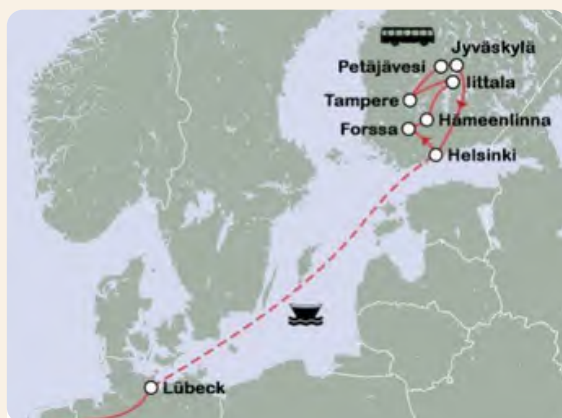 Jyväskylä
Petäjävesi
Iittala
Tampere
Hämeenlinna
Forssa
Helsinki
Lübeck